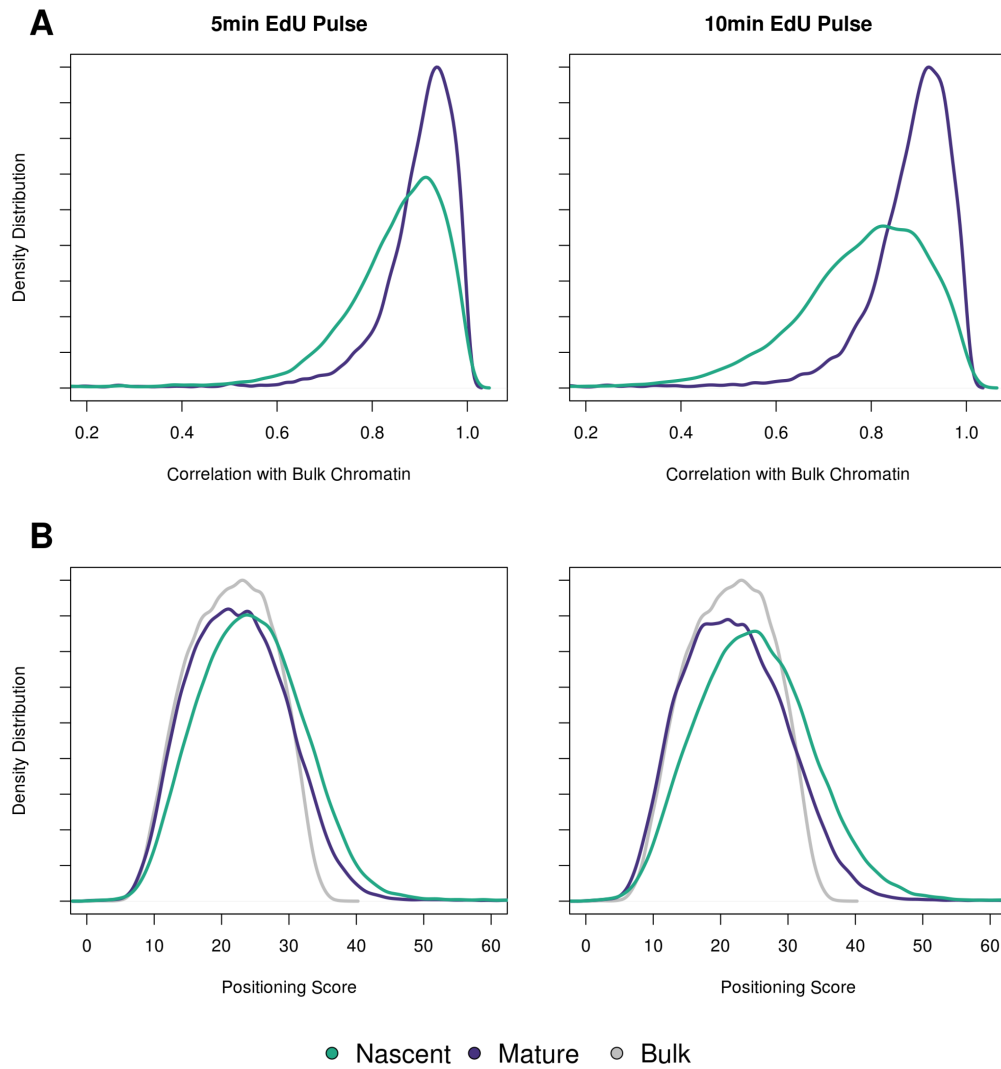 A
5min EdU Pulse
10min EdU Pulse
Density Distribution
0.2 0.4 0.6 0.8 1.0
0.2 0.4 0.6 0.8 1.0
Correlation with Bulk Chromatin
Correlation with Bulk Chromatin
B
Density Distribution
0 10 20 30 40 50 60
0 10 20 30 40 50 60
Positioning Score
Positioning Score
Nascent Mature Bulk